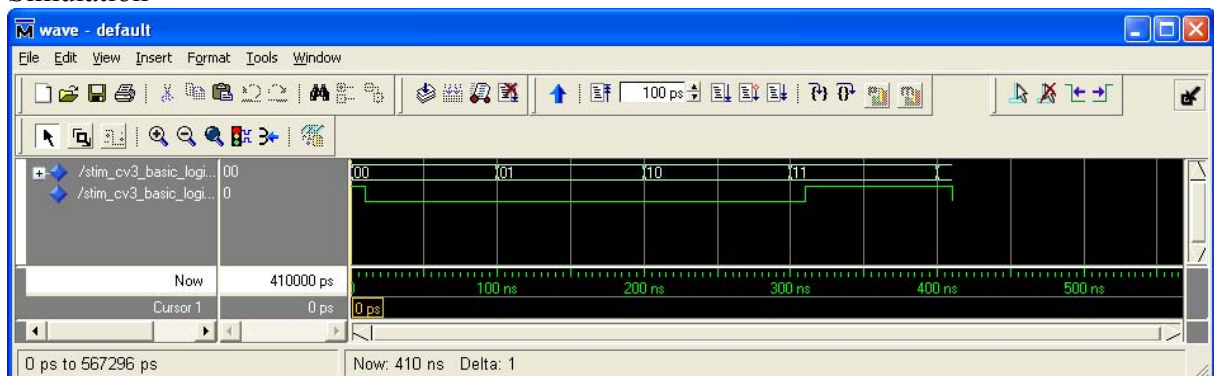 Simulation
wave - default
File Edit View Insert Format Tools Window
100 ps
/stim_cv3_basic_logi... 00 00 01 10 11
/stim_cv3_basic_logi... 0
Now 410000 ps 100 ns 200 ns 300 ns 400 ns 500 ns
Cursor 1 0 ps 0 ps
0 ps to 567296 ps Now: 410 ns Delta: 1